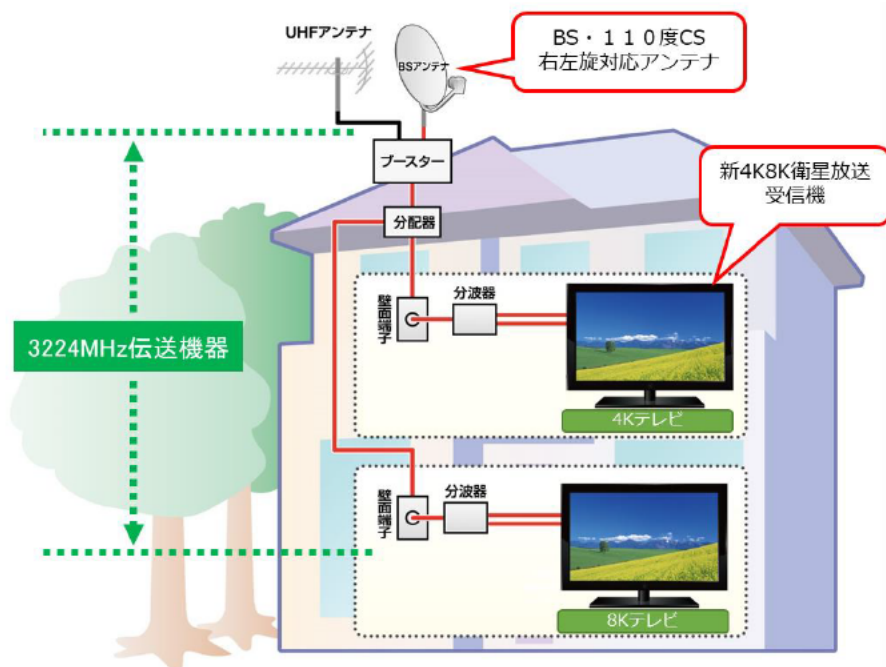 UHFアンテナ
BSアンテナ
BS・１１０度CS
右左旋対応アンテナ
ブースター
新4K8K衛星放送
受信機
分配器
壁面端子
分波器
3224MHz伝送機器
4Kテレビ
壁面端子
分波器
8Kテレビ